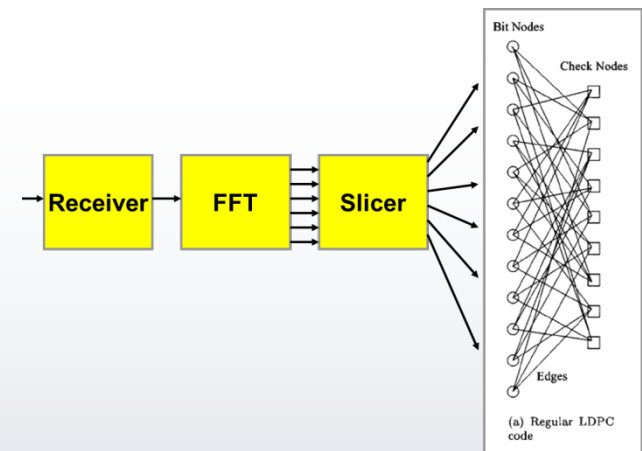 Bit Nodes
Check Nodes
Receiver
FFT
Slicer
Edges
(a) Regular LDPC
code